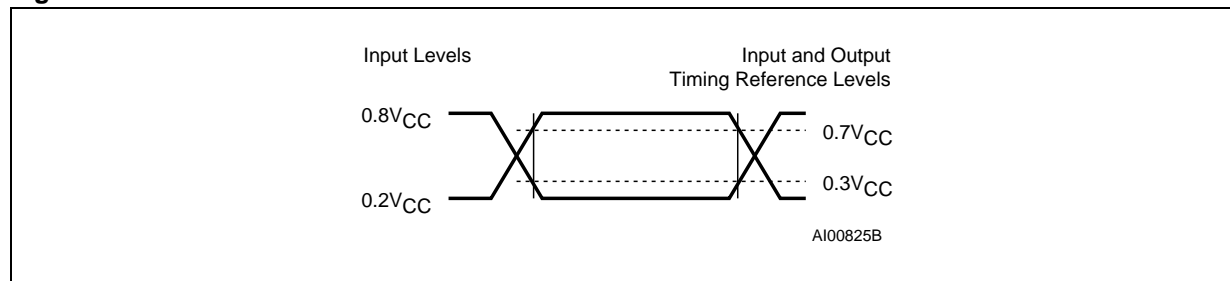 Input Levels
Input and Output
Timing Reference Levels
0.8VCC
0.7VCC
0.3VCC
0.2VCC
AI00825B